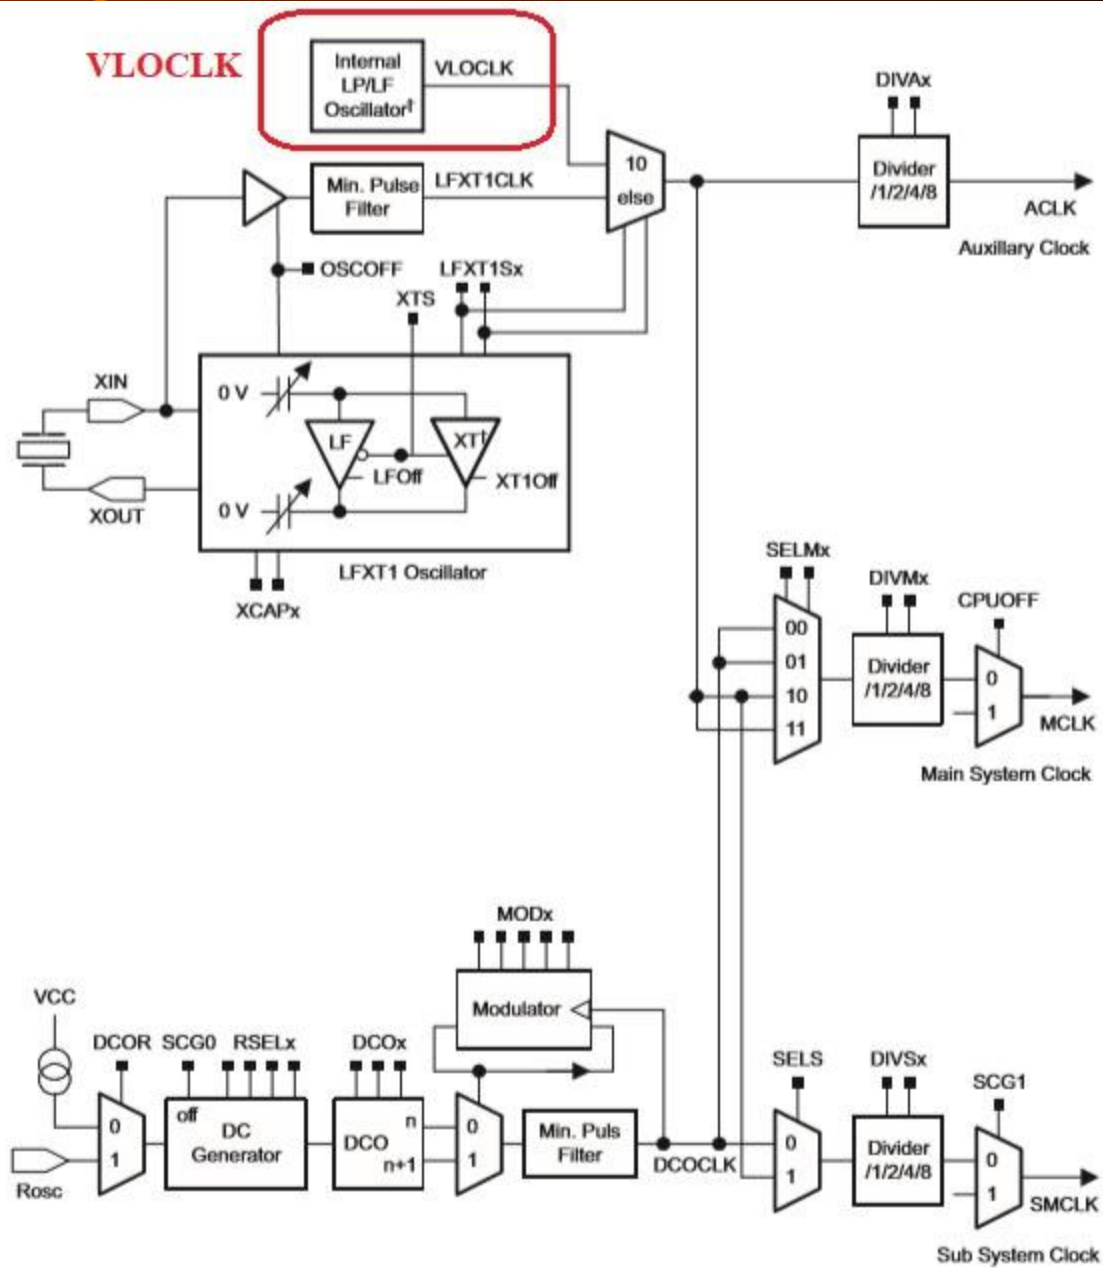 VLOCLK
Internal
LP/LF
Oscillator†
VLOCLK
DIVAx
10
else
Divider
/1/2/4/8
ACLK
Auxillary Clock
Min. Pulse
Filter
LFXT1CLK
OSCOFF
LFXT1Sx
XTS
XIN
XOUT
0 V
LF
XT†
LFOff
XT1Off
0 V
LFXT1 Oscillator
XCAPx
SELMx
00
01
10
11
DIVMx
Divider
/1/2/4/8
CPUOFF
0
1
MCLK
Main System Clock
MODx
Modulator
VCC
DCOR
SCG0
RSELx
DCOx
0
1
Rosc
off
DC
Generator
DCO
n
n+1
0
1
Min. Puls
Filter
DCOCLK
SELS
0
1
DIVSx
Divider
/1/2/4/8
SCG1
0
1
SMCLK
Sub System Clock